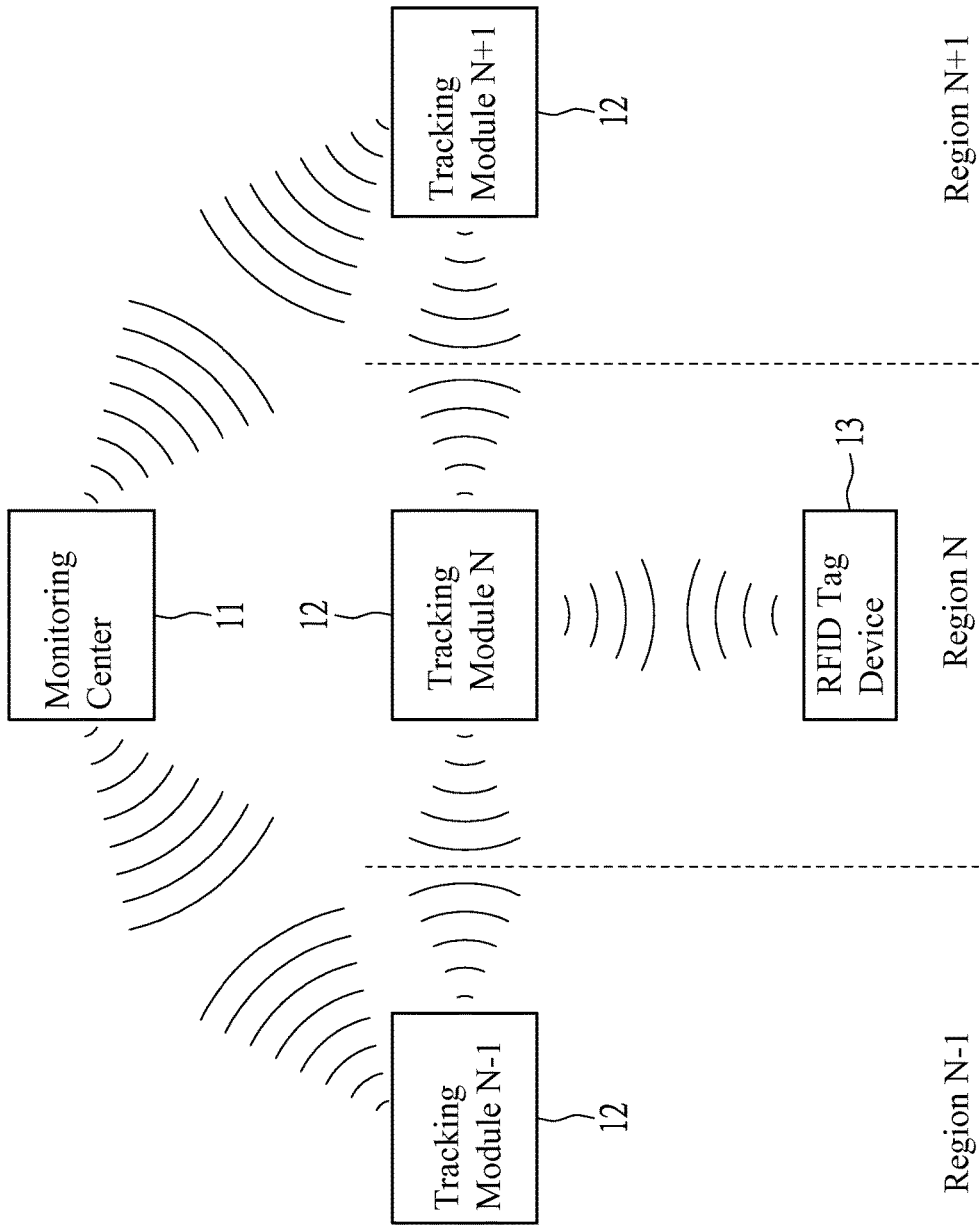 Monitoring
Center
11
12
Tracking
Module N-1
12
Tracking
Module N
Tracking
Module N+1
12
13
RFID Tag
Device
Region N-1
Region N
Region N+1